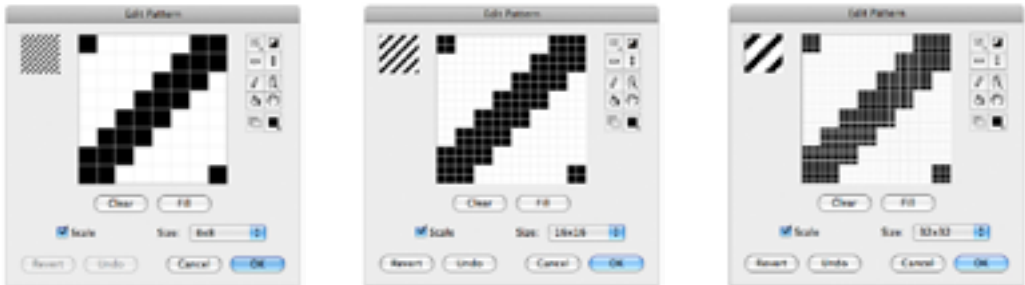 Edit Pattern
Clear Fill
Scale Size: 8x8
Revert Undo Cancel OK
Edit Pattern
Clear Fill
Scale Size: 16x16
Revert Undo Cancel OK
Edit Pattern
Clear Fill
Scale Size: 32x32
Revert Undo Cancel OK